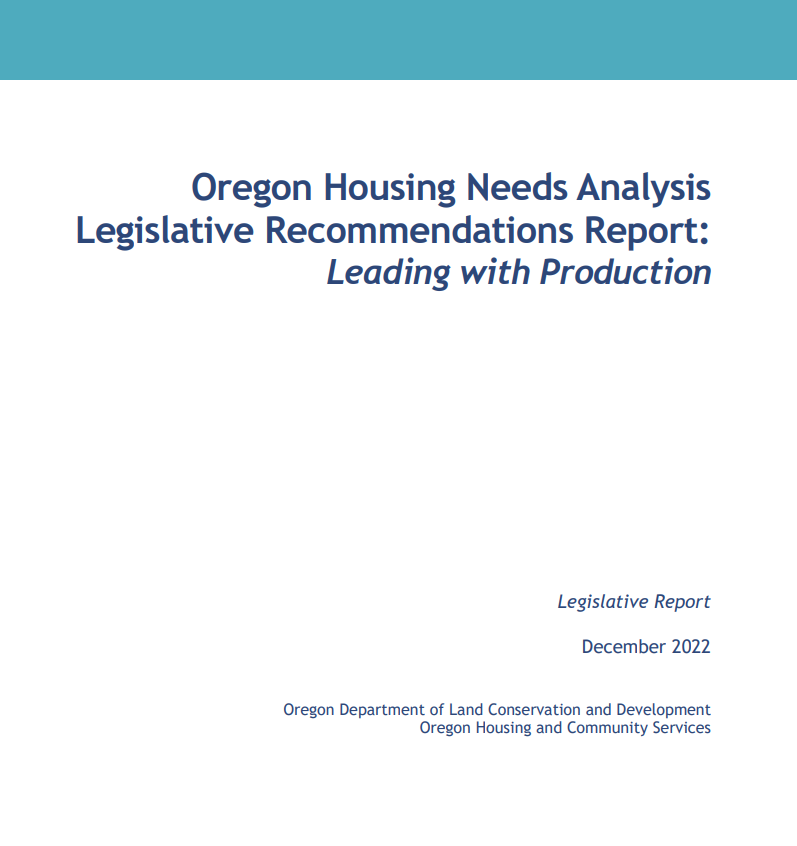 Oregon Housing Needs Analysis
Legislative Recommendations Report:
Leading with Production
Legislative Report
December 2022
Oregon Department of Land Conservation and Development
Oregon Housing and Community Services